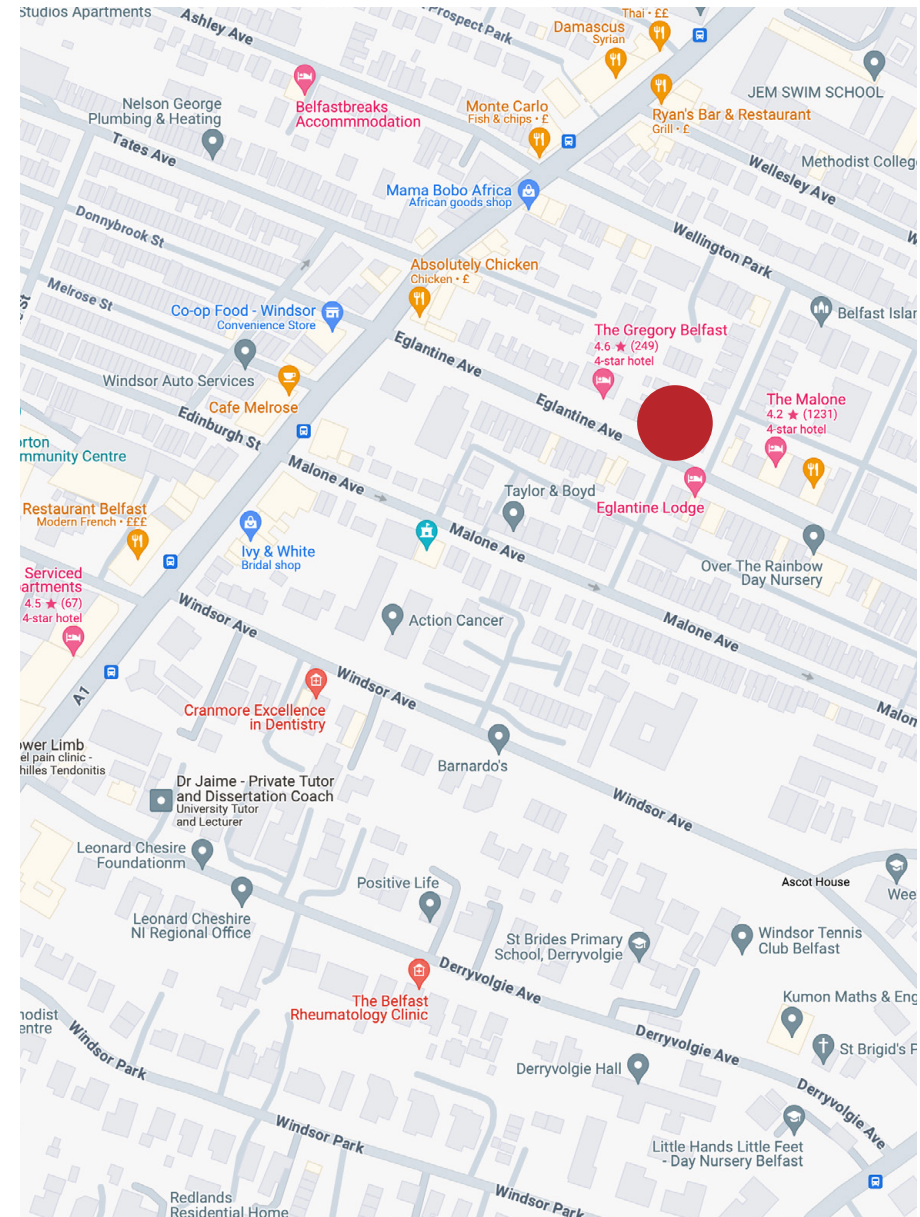 Studios Apartments
Ashley Ave
Prospect Park
Thai • ££
Damascus
Syrian
JEM SWIM SCHOOL
Nelson George
Plumbing & Heating
Belfastbreaks
Accommmodation
Monte Carlo
Fish & chips • £
Ryan's Bar & Restaurant
Grill • £
Tates Ave
Methodist College
Wellesley Ave
Mama Bobo Africa
African goods shop
Donnybrook St
Wellington Park
Absolutely Chicken
Chicken • £
Melrose St
Co-op Food - Windsor
Convenience Store
Belfast Islar
The Gregory Belfast
4.6 ★ (249)
4-star hotel
Eglantine Ave
Windsor Auto Services
Cafe Melrose
Eglantine Ave
The Malone
4.2 ★ (1231)
4-star hotel
Edinburgh St
orton
mmunity Centre
Malone Ave
Taylor & Boyd
Eglantine Lodge
Restaurant Belfast
Modern French • £££
Malone Ave
Ivy & White
Bridal shop
Over The Rainbow
Day Nursery
Serviced
partments
4.5 ★ (67)
4-star hotel
Windsor Ave
Action Cancer
Malone Ave
A1
Windsor Ave
Cranmore Excellence
in Dentistry
Malon
ower Limb
el pain clinic -
hilles Tendonitis
Barnardo's
Dr Jaime - Private Tutor
and Dissertation Coach
University Tutor
and Lecturer
Windsor Ave
Leonard Chesire
Foundationm
Positive Life
Ascot House
Wee
Leonard Cheshire
NI Regional Office
St Brides Primary
School, Derryvolgie
Windsor Tennis
Club Belfast
Derryvolgie Ave
The Belfast
Rheumatology Clinic
Kumon Maths & Eng
hodist
entre
Windsor Park
Derryvolgie Ave
St Brigid's P
Derryvolgie Hall
Derryvolgie Ave
Windsor Park
Little Hands Little Feet
- Day Nursery Belfast
Redlands
Residential Home
Windsor Park